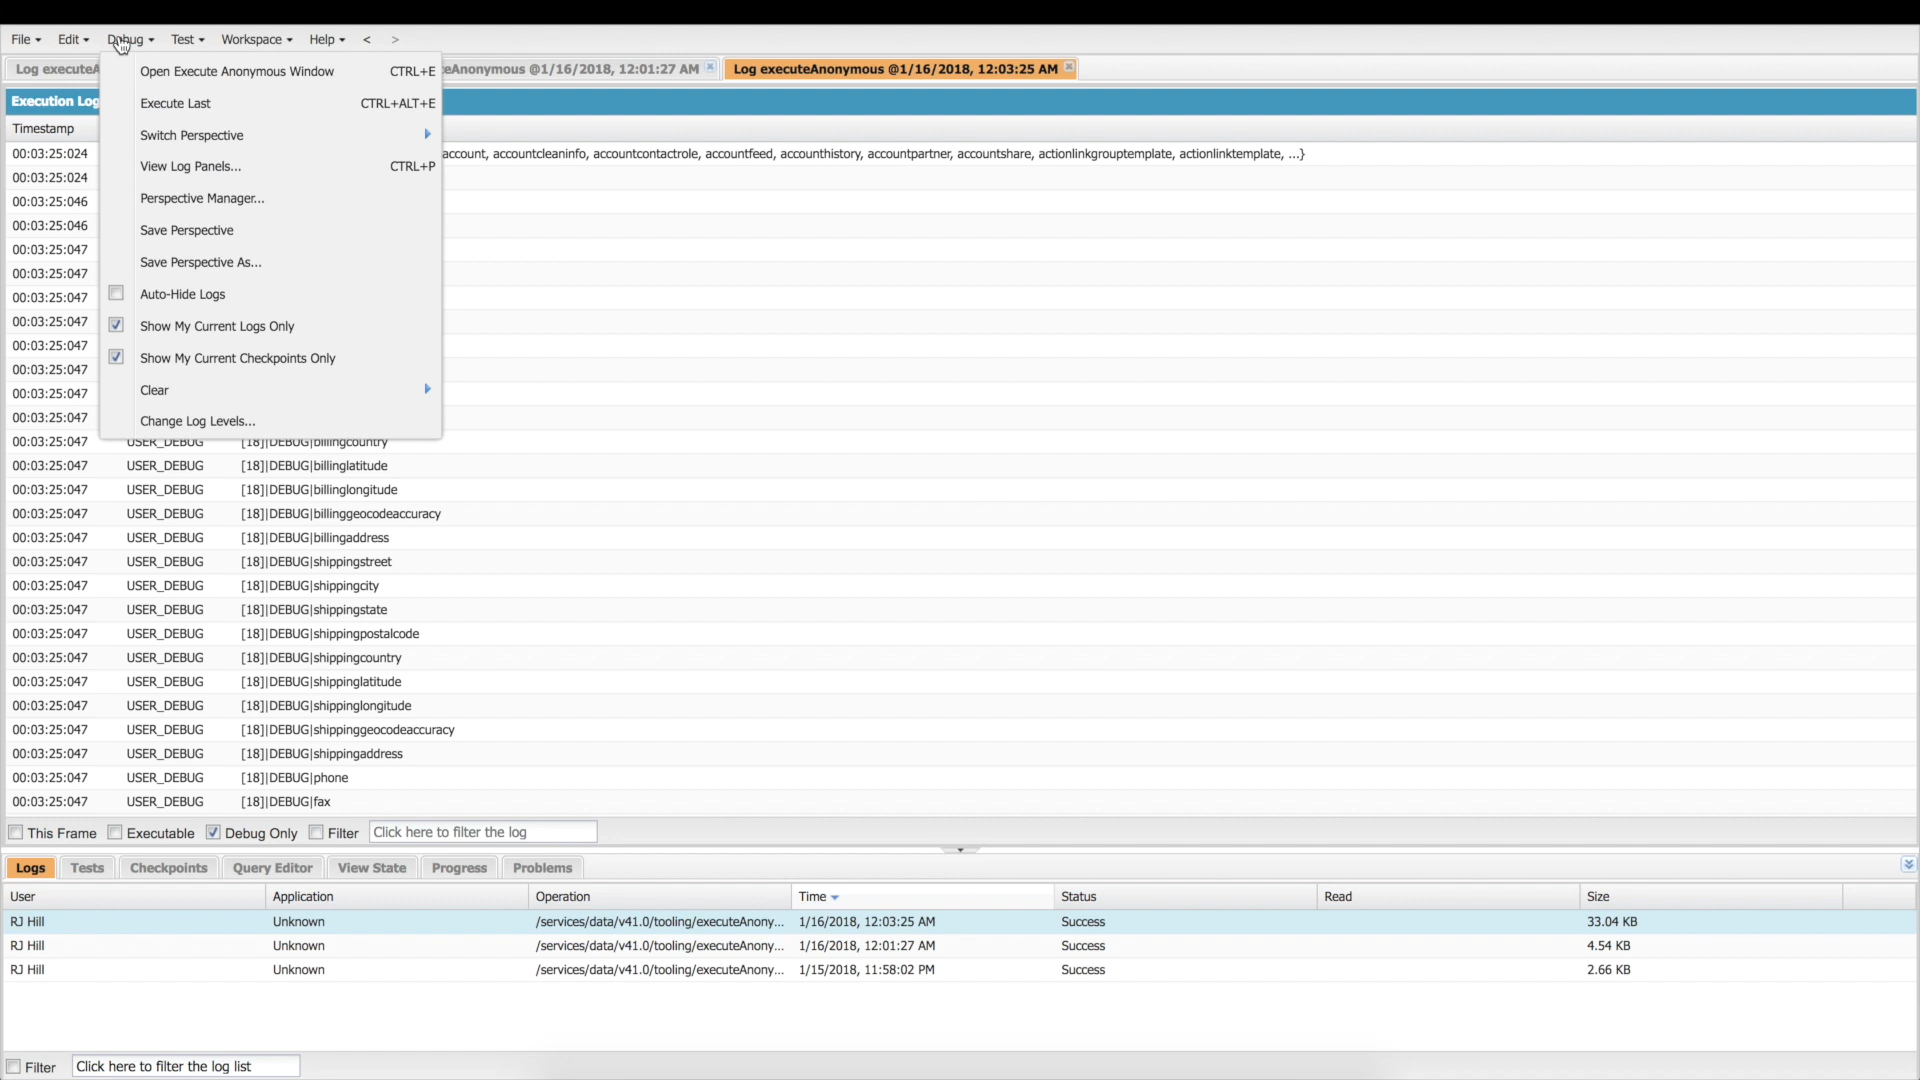 File Edit Debug Test Workspace Help < >
Log executeA
eAnonymous @1/16/2018, 12:01:27 AM
Log executeAnonymous @1/16/2018, 12:03:25 AM
Open Execute Anonymous Window CTRL+E
Execute Last CTRL+ALT+E
Switch Perspective
View Log Panels... CTRL+P
Perspective Manager...
Save Perspective
Save Perspective As...
Auto-Hide Logs
Show My Current Logs Only
Show My Current Checkpoints Only
Clear
Change Log Levels...
Execution Log
Timestamp
00:03:25:024 account, accountcleaninfo, accountcontactrole, accountfeed, accounthistory, accountpartner, accountshare, actionlinkgrouptemplate, actionlinktemplate, ...}
00:03:25:024
00:03:25:046
00:03:25:046
00:03:25:047
00:03:25:047
00:03:25:047
00:03:25:047
00:03:25:047
00:03:25:047
00:03:25:047
00:03:25:047
00:03:25:047 USER_DEBUG [18]|DEBUG|billingcountry
00:03:25:047 USER_DEBUG [18]|DEBUG|billinglatitude
00:03:25:047 USER_DEBUG [18]|DEBUG|billinglongitude
00:03:25:047 USER_DEBUG [18]|DEBUG|billinggeocodeaccuracy
00:03:25:047 USER_DEBUG [18]|DEBUG|billingaddress
00:03:25:047 USER_DEBUG [18]|DEBUG|shippingstreet
00:03:25:047 USER_DEBUG [18]|DEBUG|shippingcity
00:03:25:047 USER_DEBUG [18]|DEBUG|shippingstate
00:03:25:047 USER_DEBUG [18]|DEBUG|shippingpostalcode
00:03:25:047 USER_DEBUG [18]|DEBUG|shippingcountry
00:03:25:047 USER_DEBUG [18]|DEBUG|shippinglatitude
00:03:25:047 USER_DEBUG [18]|DEBUG|shippinglongitude
00:03:25:047 USER_DEBUG [18]|DEBUG|shippinggeocodeaccuracy
00:03:25:047 USER_DEBUG [18]|DEBUG|shippingaddress
00:03:25:047 USER_DEBUG [18]|DEBUG|phone
00:03:25:047 USER_DEBUG [18]|DEBUG|fax
This Frame Executable Debug Only Filter Click here to filter the log
Logs Tests Checkpoints Query Editor View State Progress Problems
User Application Operation Time Status Read Size
RJ Hill Unknown /services/data/v41.0/tooling/executeAnony... 1/16/2018, 12:03:25 AM Success 33.04 KB
RJ Hill Unknown /services/data/v41.0/tooling/executeAnony... 1/16/2018, 12:01:27 AM Success 4.54 KB
RJ Hill Unknown /services/data/v41.0/tooling/executeAnony... 1/15/2018, 11:58:02 PM Success 2.66 KB
Filter Click here to filter the log list